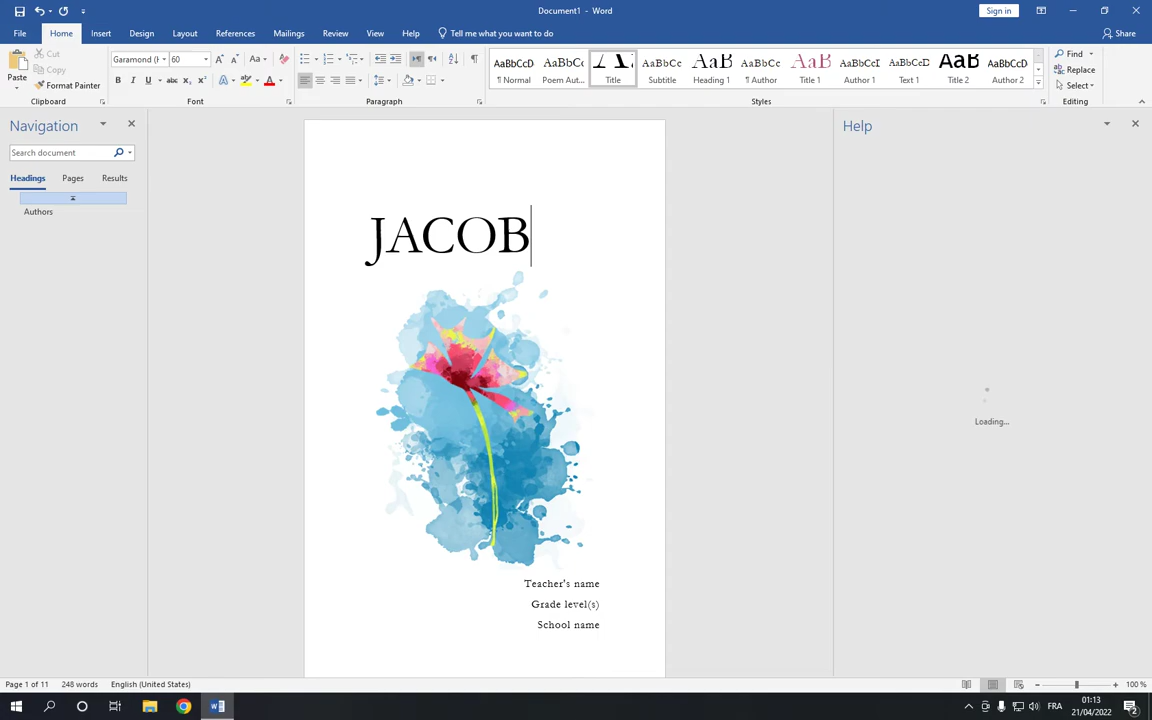 Document1 - Word
Sign in
File Home Insert Design Layout References Mailings Review View Help Tell me what you want to do Share
Paste Cut Copy Format Painter Clipboard
Garamond (H 60 Aa Font
Paragraph
AaBbCcD ¶ Normal
AaBbCc Poem Aut...
Title
AaBbCc Subtitle
AaB Heading 1
AaBbCc ¶ Author
AaB Title 1
AaBbCc Author 1
AaBbCcD Text 1
AaB Title 2
AaBbCcD Author 2
Styles
Find
Replace
Select
Editing
Navigation
Search document
Headings Pages Results
Authors
JACOB
Teacher's name
Grade level(s)
School name
Help
Loading...
Page 1 of 11 248 words English (United States) 100 %
FRA 01:13
21/04/2022
2